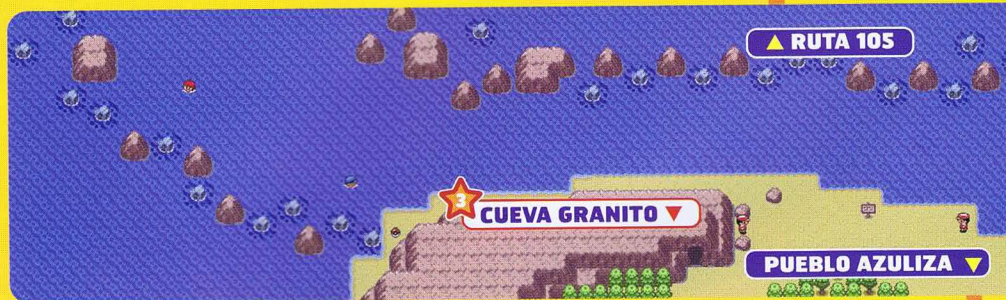 ▲ RUTA 105
3
CUEVA GRANITO ▼
PUEBLO AZULIZA ▼